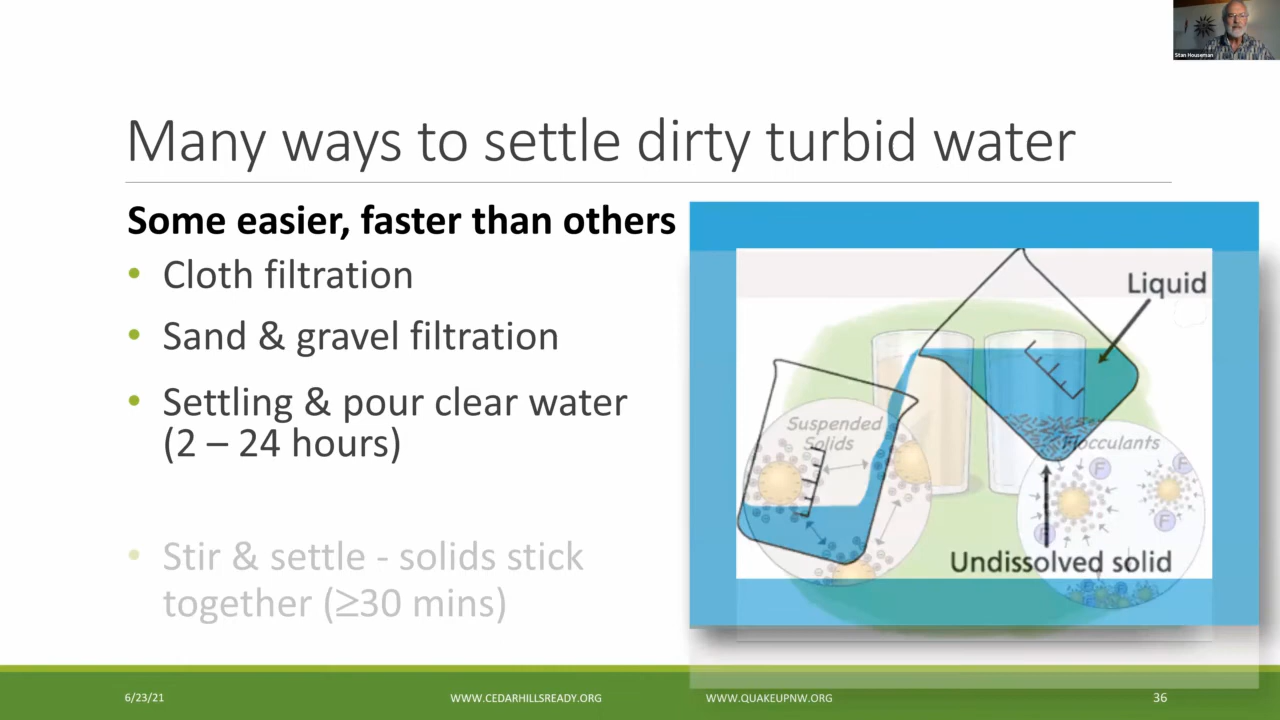 Stan Houseman
Many ways to settle dirty turbid water
Some easier, faster than others
• Cloth filtration
• Sand & gravel filtration
• Settling & pour clear water
(2 – 24 hours)
• Stir & settle - solids stick
together (≥30 mins)
Liquid
Suspended
Solids
Flocculants
F
F
F
F
Undissolved solid
6/23/21
WWW.CEDARHILLSREADY.ORG
WWW.QUAKEUPNW.ORG
36